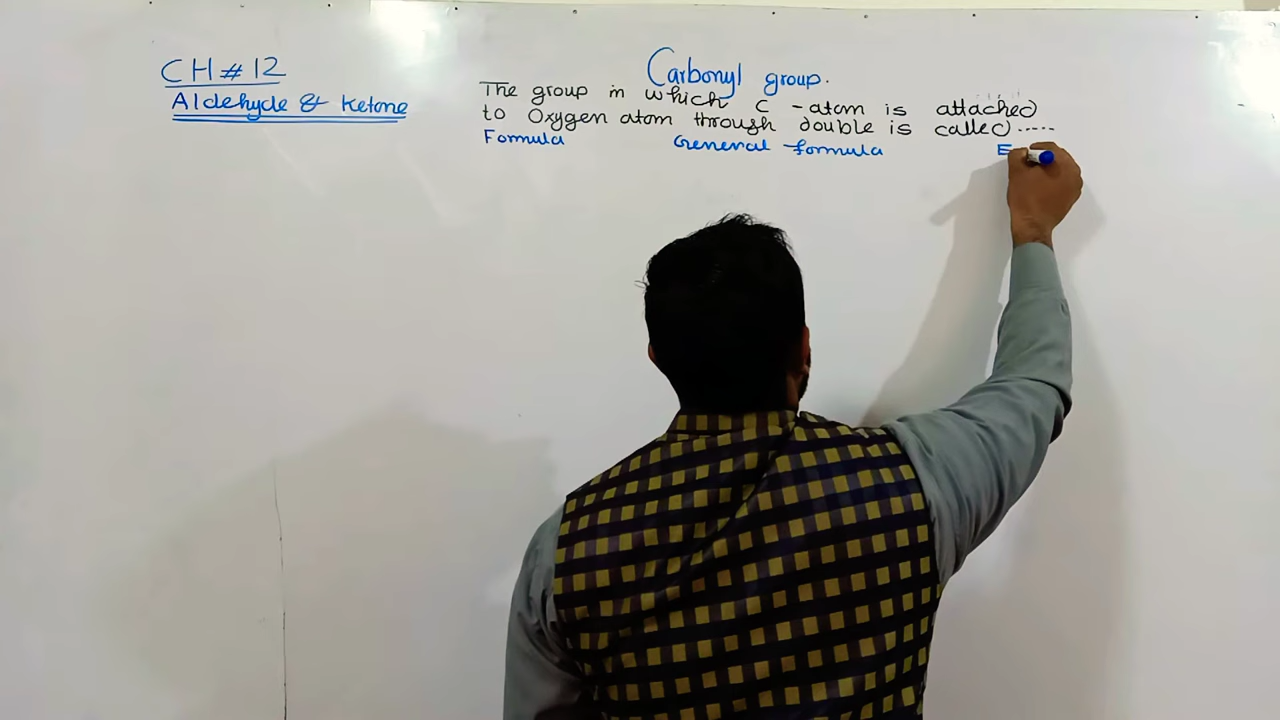 CH # 12
Aldehyde & Ketone
Carbonyl group.
The group in which C-atom is attached
to Oxygen atom through double is called.....
Formula General formula E